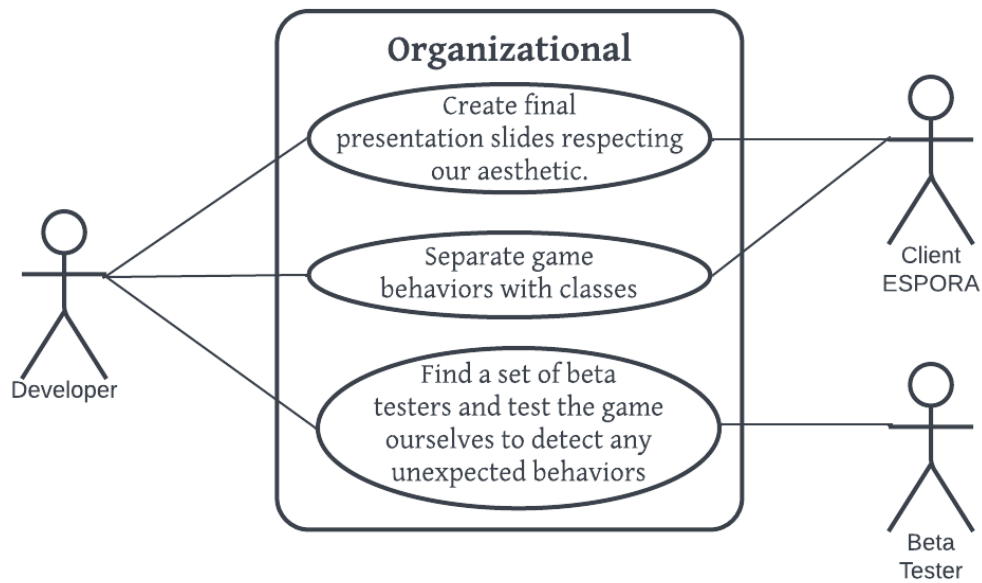 Organizational
Create final
presentation slides respecting
our aesthetic.
Separate game
behaviors with classes
Find a set of beta
testers and test the game
ourselves to detect any
unexpected behaviors
Developer
Client
ESPORA
Beta
Tester